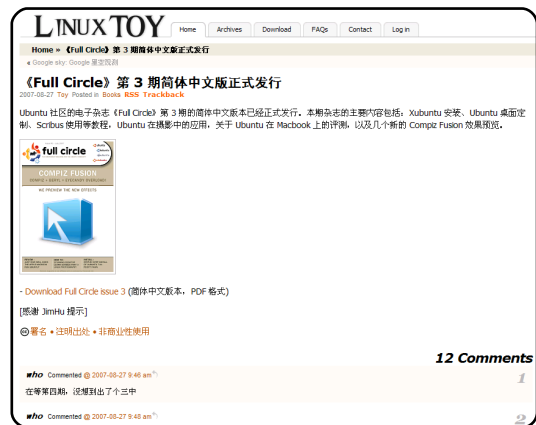 LINUXTOY
Home Archives Download FAQs Contact Log in
Home » 《Full Circle》第 3 期简体中文版正式发行
« Google sky: Google 星空观测
《Full Circle》第 3 期简体中文版正式发行
2007-08-27 Toy Posted in Books RSS Trackback
Ubuntu 社区的电子杂志《Full Circle》第 3 期的简体中文版本已经正式发行。本期杂志的主要内容包括：Xubuntu 安装、Ubuntu 桌面定
制、Scribus 使用等教程，Ubuntu 在摄影中的应用，关于 Ubuntu 在 Macbook 上的评测，以及几个新的 Compiz Fusion 效果预览。
full circle
COMPIZ FUSION
WE PREVIEW THE NEW EFFECTS
- Download Full Circle issue 3 (简体中文版本，PDF 格式)
[感谢 JimHu 提示]
署名 • 注明出处 • 非商业性使用
12 Comments
who Commented @ 2007-08-27 9:46 am
1
在等第四期，没想到出了个三中
who Commented @ 2007-08-27 9:48 am
2